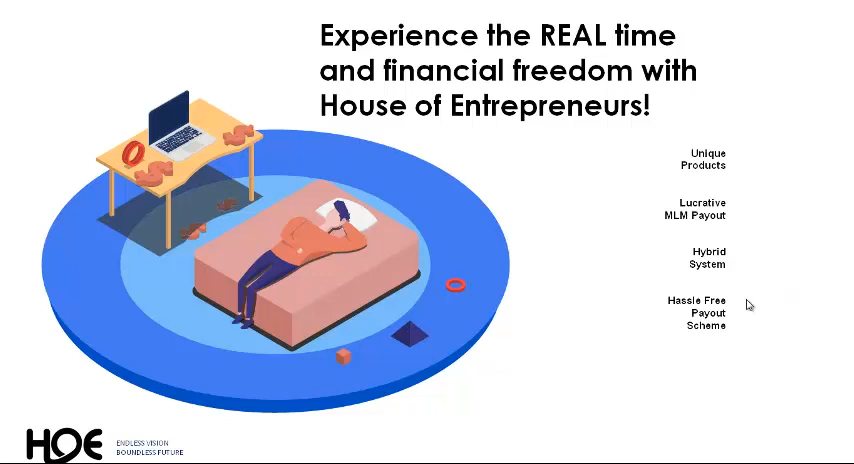 Experience the REAL time
and financial freedom with
House of Entrepreneurs!
Unique
Products
Lucrative
MLM Payout
Hybrid
System
Hassle Free
Payout
Scheme
HOE
ENDLESS VISION
BOUNDLESS FUTURE